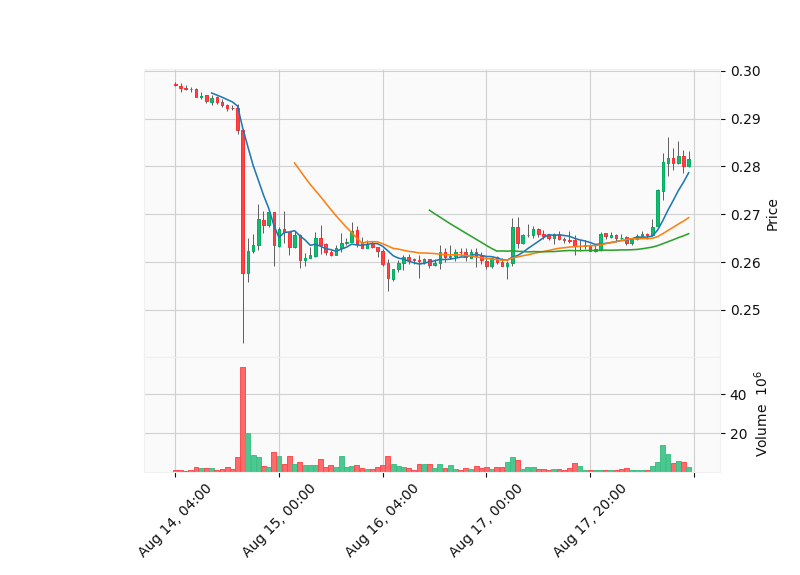 0.30
0.29
0.28
0.27
0.26
0.25
Price
40
20
Volume 10^6
Aug 14, 04:00
Aug 15, 00:00
Aug 16, 04:00
Aug 17, 00:00
Aug 17, 20:00